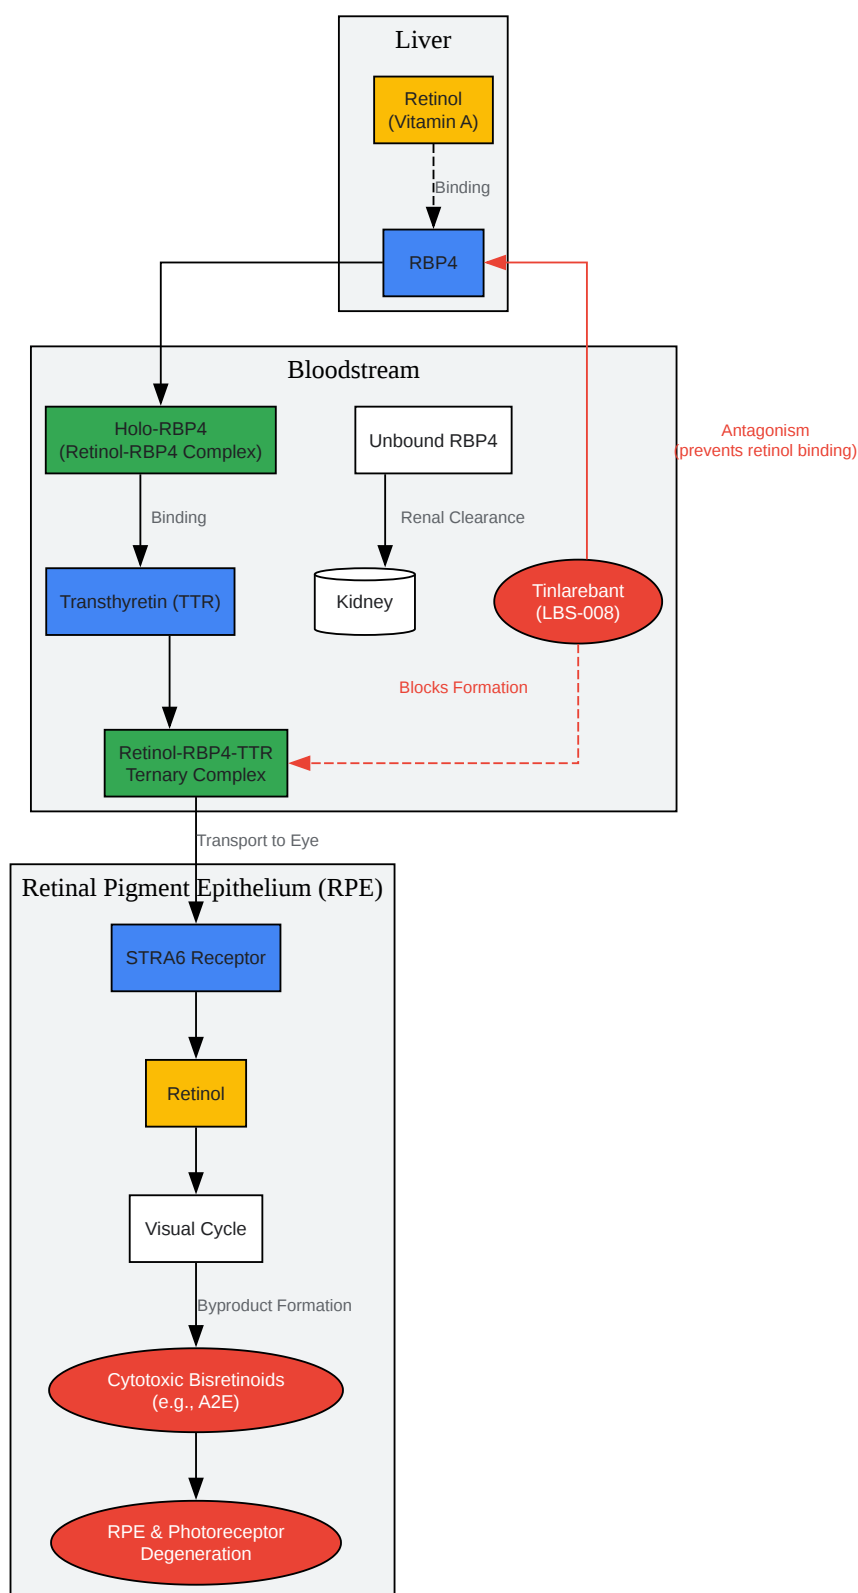 Liver
Retinol
(Vitamin A)
Binding
RBP4
Bloodstream
Holo-RBP4
(Retinol-RBP4 Complex)
Unbound RBP4
Antagonism
(prevents retinol binding)
Binding
Renal Clearance
Transthyretin (TTR)
Kidney
Tinlarebant
(LBS-008)
Blocks Formation
Retinol-RBP4-TTR
Ternary Complex
Transport to Eye
Retinal Pigment Epithelium (RPE)
STRA6 Receptor
Retinol
Visual Cycle
Byproduct Formation
Cytotoxic Bisretinoids
(e.g., A2E)
RPE & Photoreceptor
Degeneration